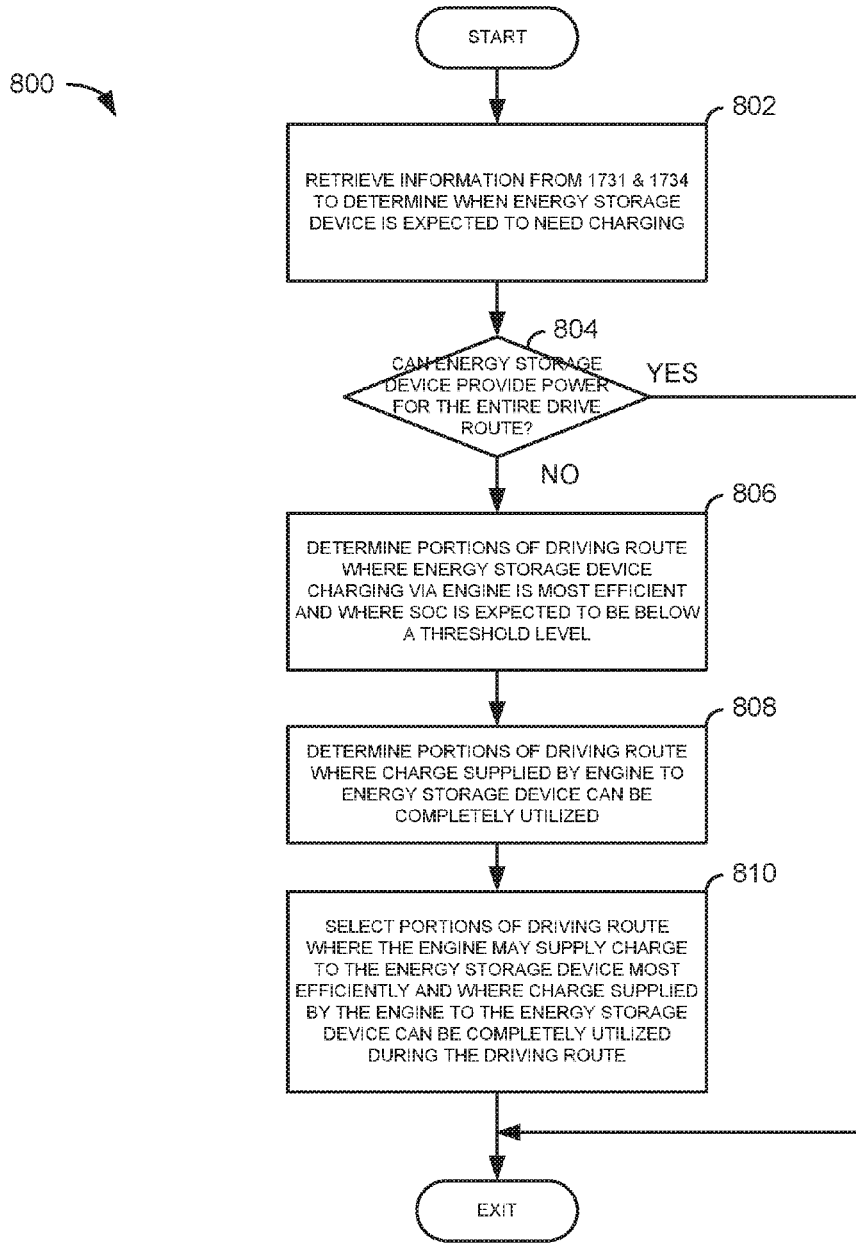 START
800
802
RETRIEVE INFORMATION FROM 1731 & 1734
TO DETERMINE WHEN ENERGY STORAGE
DEVICE IS EXPECTED TO NEED CHARGING
804
CAN ENERGY STORAGE
DEVICE PROVIDE POWER
FOR THE ENTIRE DRIVE
ROUTE?
YES
NO
806
DETERMINE PORTIONS OF DRIVING ROUTE
WHERE ENERGY STORAGE DEVICE
CHARGING VIA ENGINE IS MOST EFFICIENT
AND WHERE SOC IS EXPECTED TO BE BELOW
A THRESHOLD LEVEL
808
DETERMINE PORTIONS OF DRIVING ROUTE
WHERE CHARGE SUPPLIED BY ENGINE TO
ENERGY STORAGE DEVICE CAN BE
COMPLETELY UTILIZED
810
SELECT PORTIONS OF DRIVING ROUTE
WHERE THE ENGINE MAY SUPPLY CHARGE
TO THE ENERGY STORAGE DEVICE MOST
EFFICIENTLY AND WHERE CHARGE SUPPLIED
BY THE ENGINE TO THE ENERGY STORAGE
DEVICE CAN BE COMPLETELY UTILIZED
DURING THE DRIVING ROUTE
EXIT